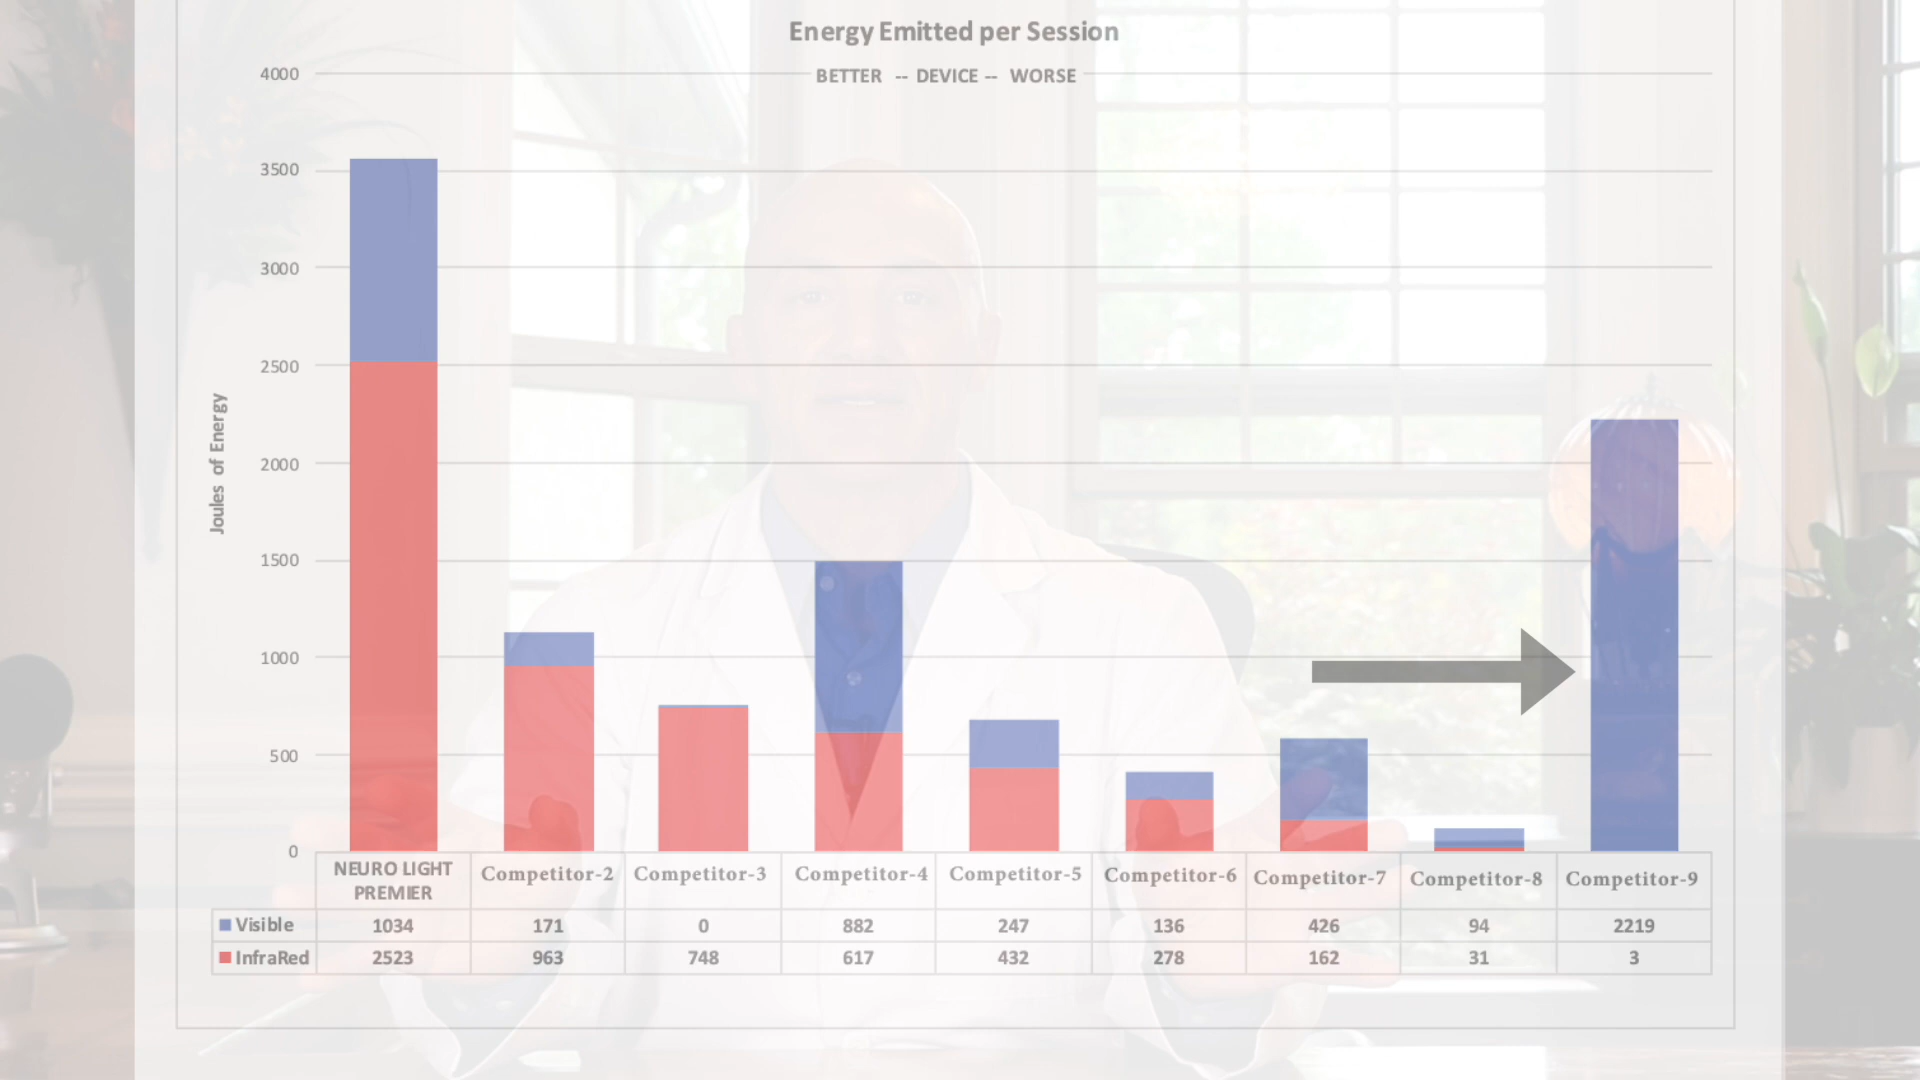 Energy Emitted per Session
BETTER -- DEVICE -- WORSE
4000
3500
3000
2500
2000
1500
1000
500
0
Joules of Energy
NEURO LIGHT
PREMIER
Competitor-2
Competitor-3
Competitor-4
Competitor-5
Competitor-6
Competitor-7
Competitor-8
Competitor-9
Visible 1034 171 0 882 247 136 426 94 2219
InfraRed 2523 963 748 617 432 278 162 31 3